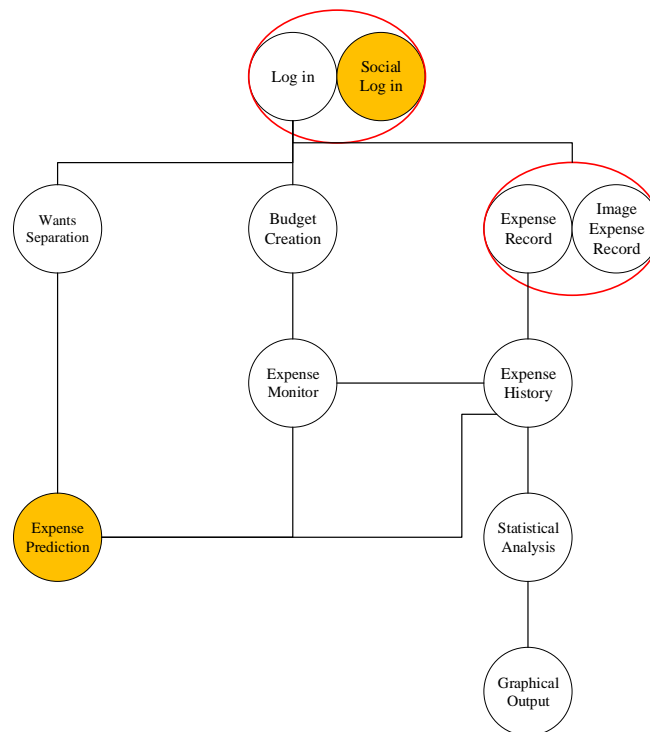 Log in
Social
Log in
Wants
Separation
Budget
Creation
Expense
Record
Image
Expense
Record
Expense
Monitor
Expense
History
Expense
Prediction
Statistical
Analysis
Graphical
Output